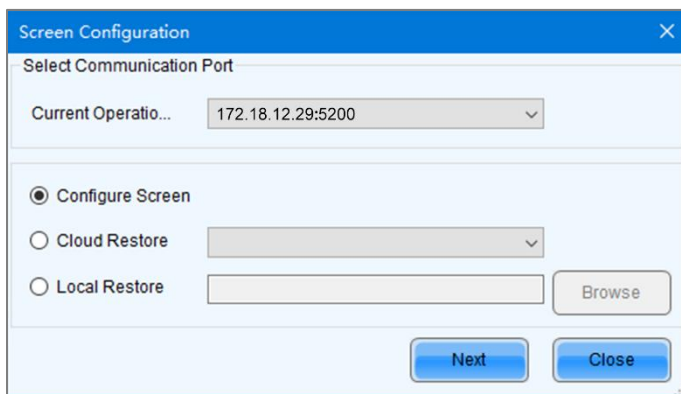 Screen Configuration
Select Communication Port
Current Operatio... 172.18.12.29:5200
Configure Screen
Cloud Restore
Local Restore Browse
Next Close